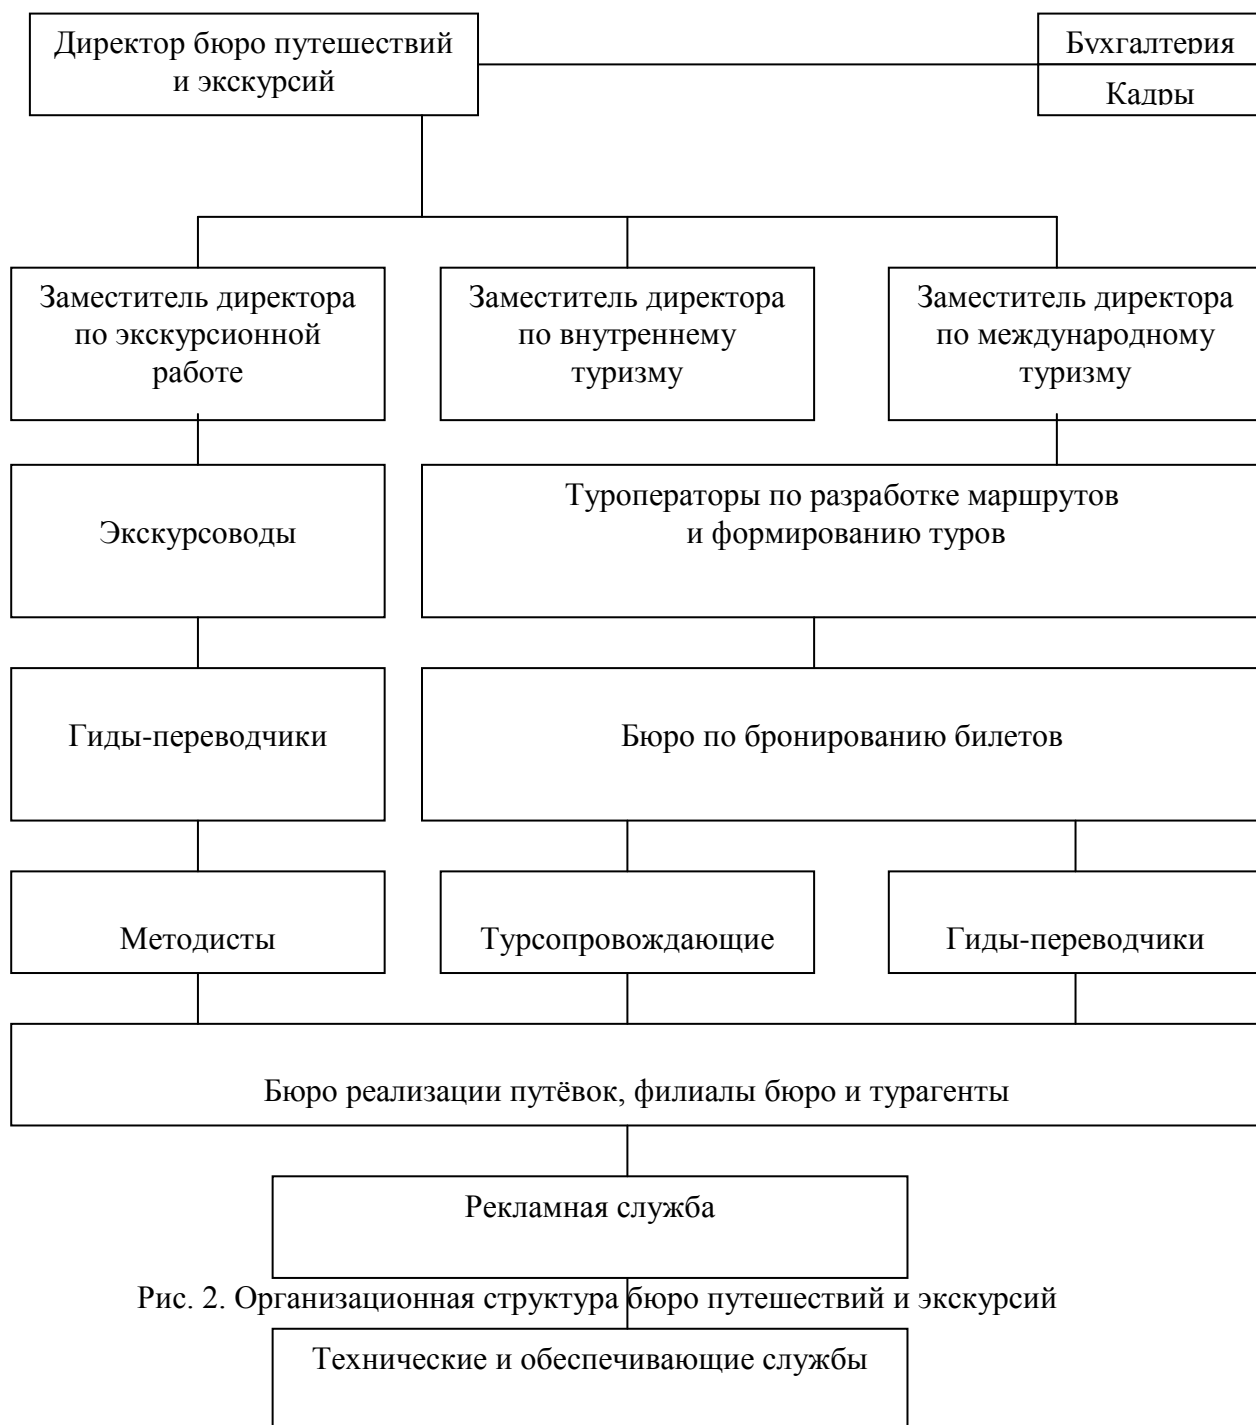 Директор бюро путешествий
и экскурсий
Бухгалтерия
Кадры
Заместитель директора
по экскурсионной
работе
Заместитель директора
по внутреннему
туризму
Заместитель директора
по международному
туризму
Экскурсоводы
Туроператоры по разработке маршрутов
и формированию туров
Гиды-переводчики
Бюро по бронированию билетов
Методисты
Турсопровождающие
Гиды-переводчики
Бюро реализации путёвок, филиалы бюро и турагенты
Рекламная служба
Рис. 2. Организационная структура бюро путешествий и экскурсий
Технические и обеспечивающие службы